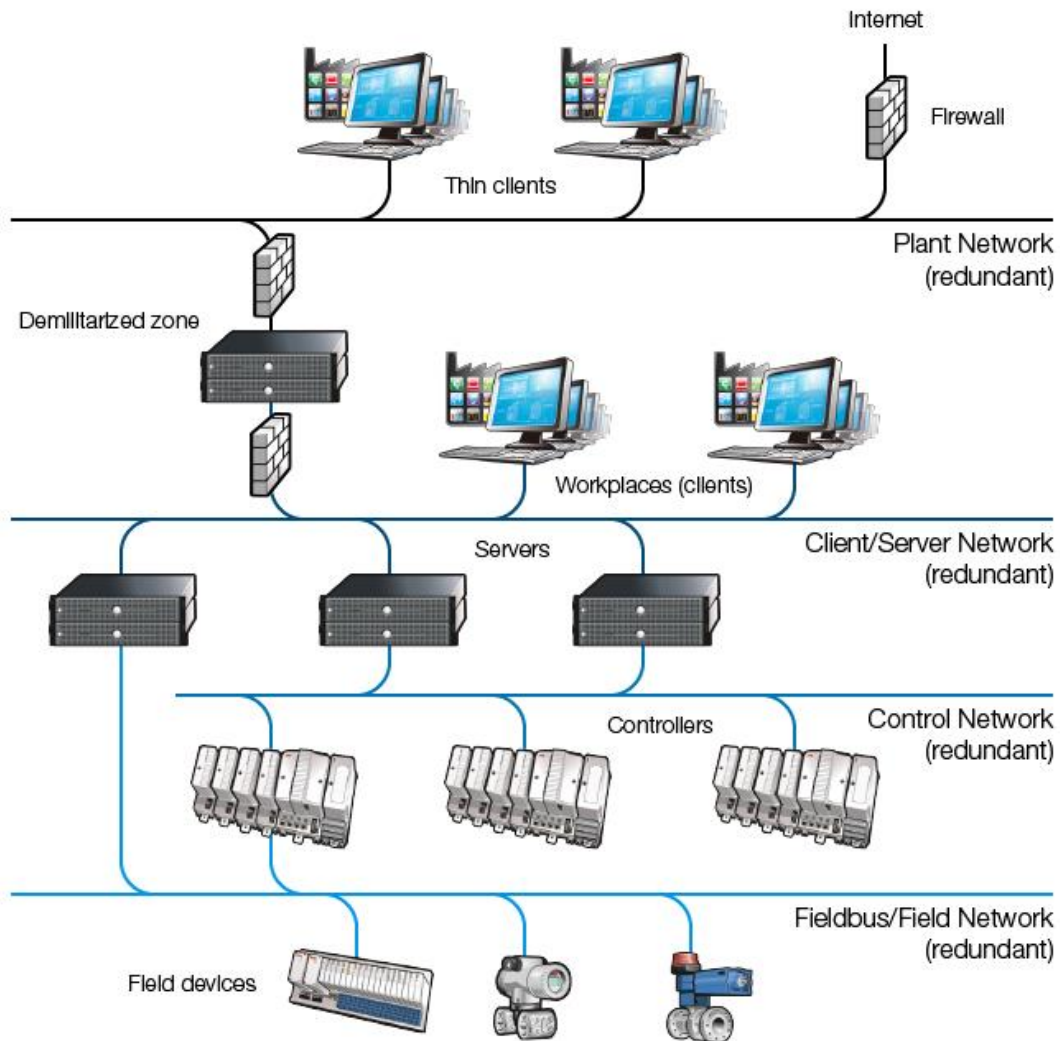 Internet
Firewall
Thin clients
Plant Network
(redundant)
Demilitarized zone
Workplaces (clients)
Servers
Client/Server Network
(redundant)
Controllers
Control Network
(redundant)
Fieldbus/Field Network
(redundant)
Field devices